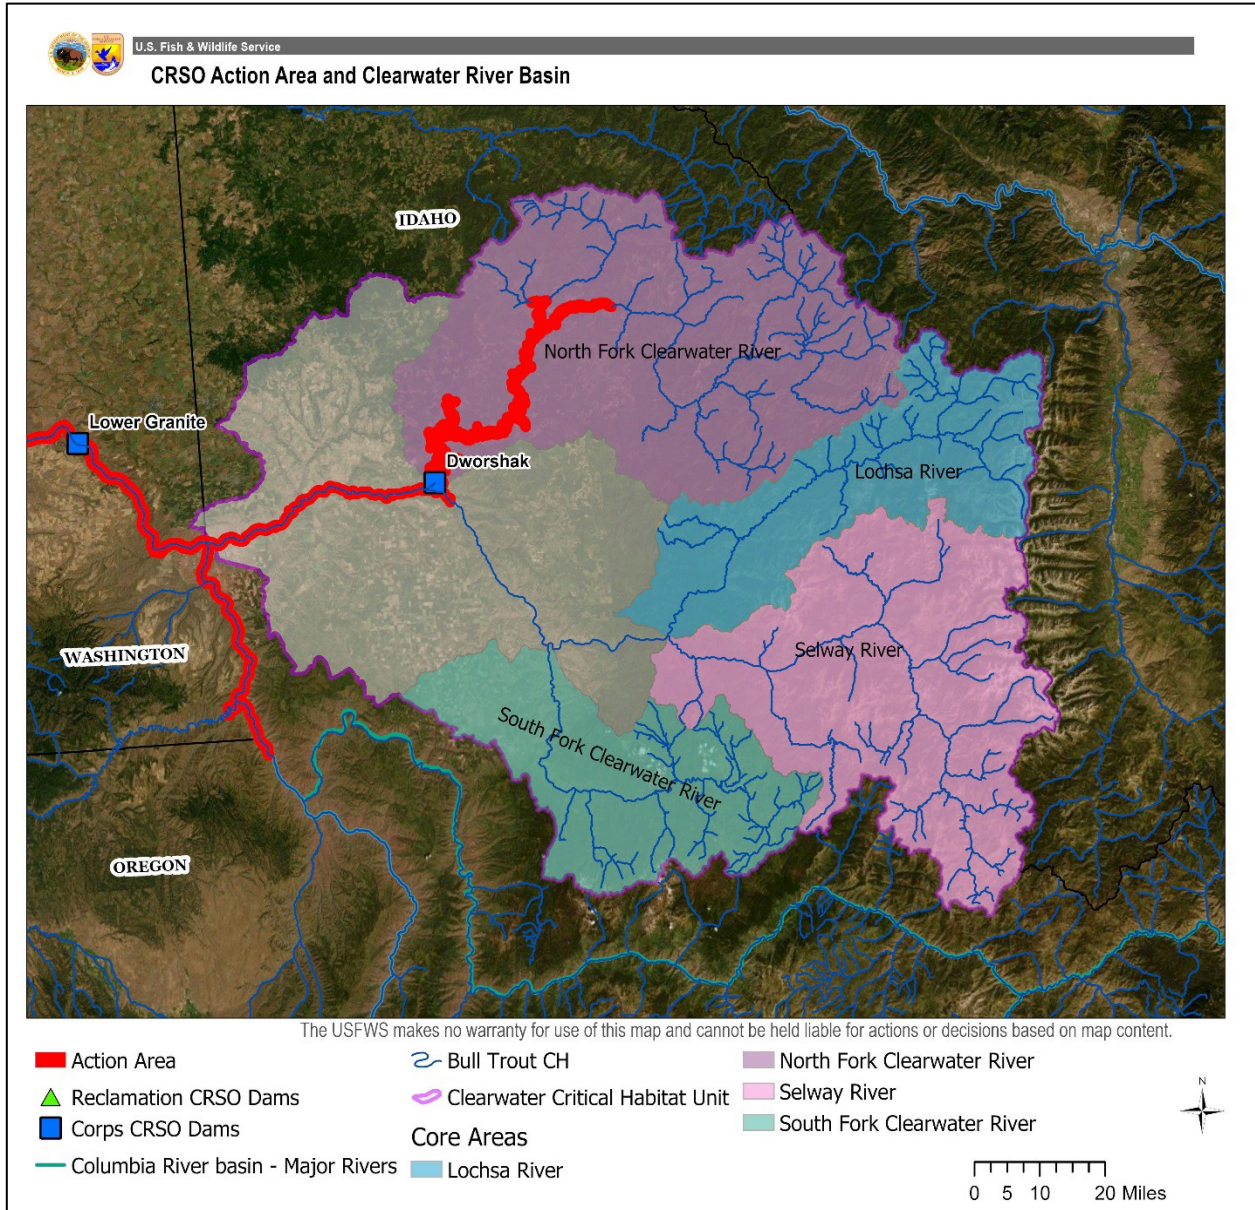 U.S. Fish & Wildlife Service
CRSO Action Area and Clearwater River Basin
IDAHO
North Fork Clearwater River
Lower Granite
Dworshak
Lochsa River
WASHINGTON
Selway River
South Fork Clearwater River
OREGON
The USFWS makes no warranty for use of this map and cannot be held liable for actions or decisions based on map content.
Action Area
Reclamation CRSO Dams
Corps CRSO Dams
Columbia River basin - Major Rivers
Bull Trout CH
Clearwater Critical Habitat Unit
Core Areas
Lochsa River
North Fork Clearwater River
Selway River
South Fork Clearwater River
N
0 5 10 20 Miles